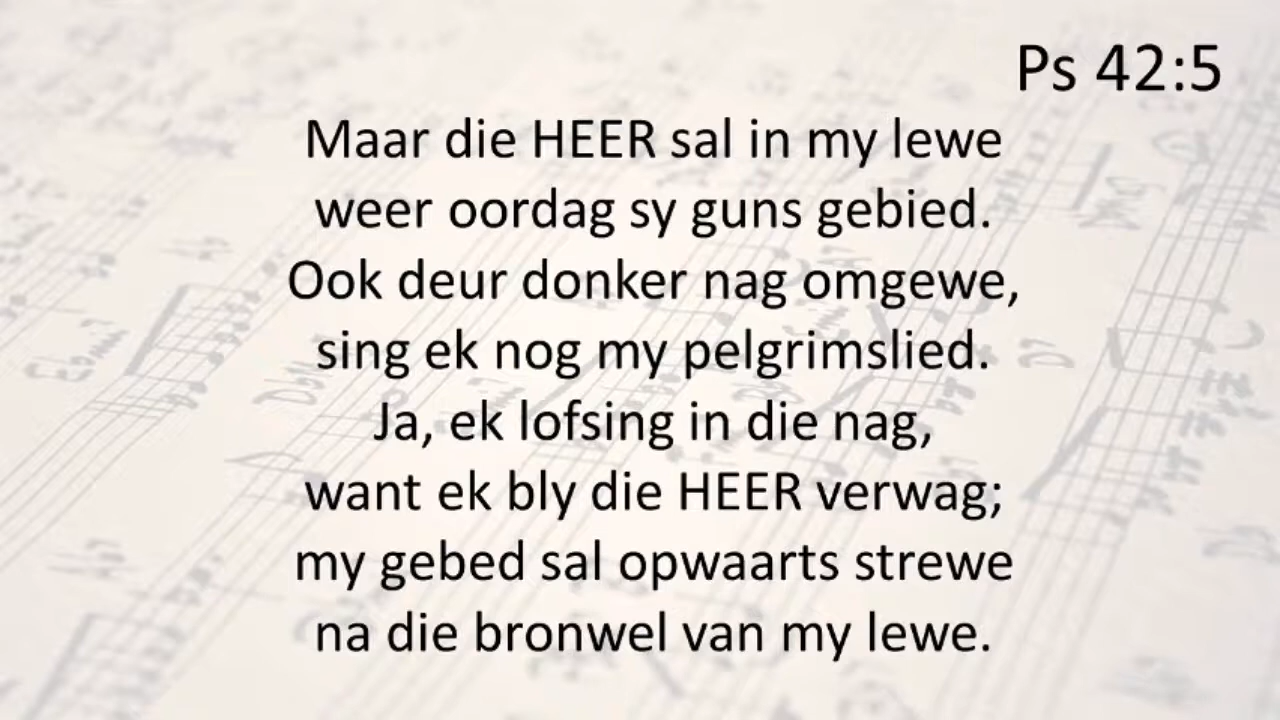 Ps 42:5
Maar die HEER sal in my lewe
weer oordag sy guns gebied.
Ook deur donker nag omgewe,
sing ek nog my pelgrimslied.
Ja, ek lofsing in die nag,
want ek bly die HEER verwag;
my gebed sal opwaarts strewe
na die bronwel van my lewe.